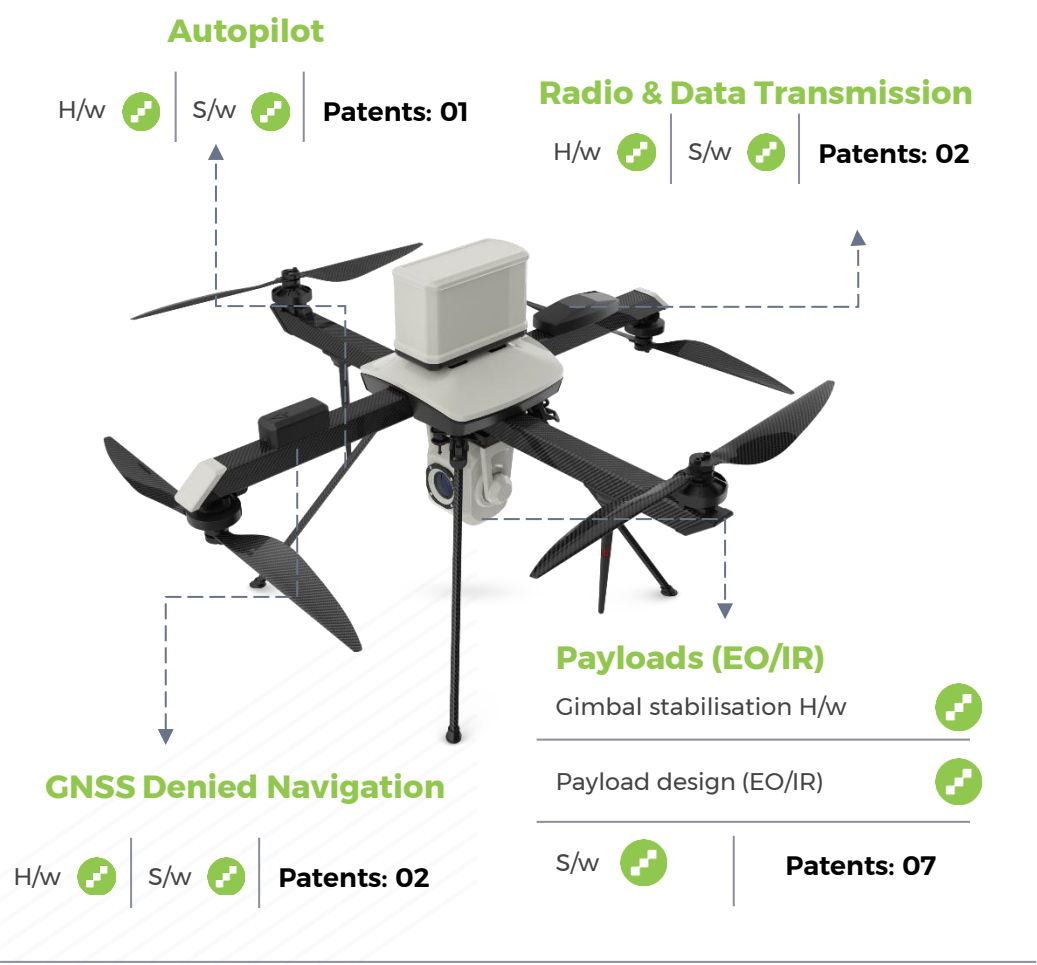 Autopilot
H/w S/w Patents: 01
Radio & Data Transmission
H/w S/w Patents: 02
Payloads (EO/IR)
Gimbal stabilisation H/w
Payload design (EO/IR)
S/w Patents: 07
GNSS Denied Navigation
H/w S/w Patents: 02